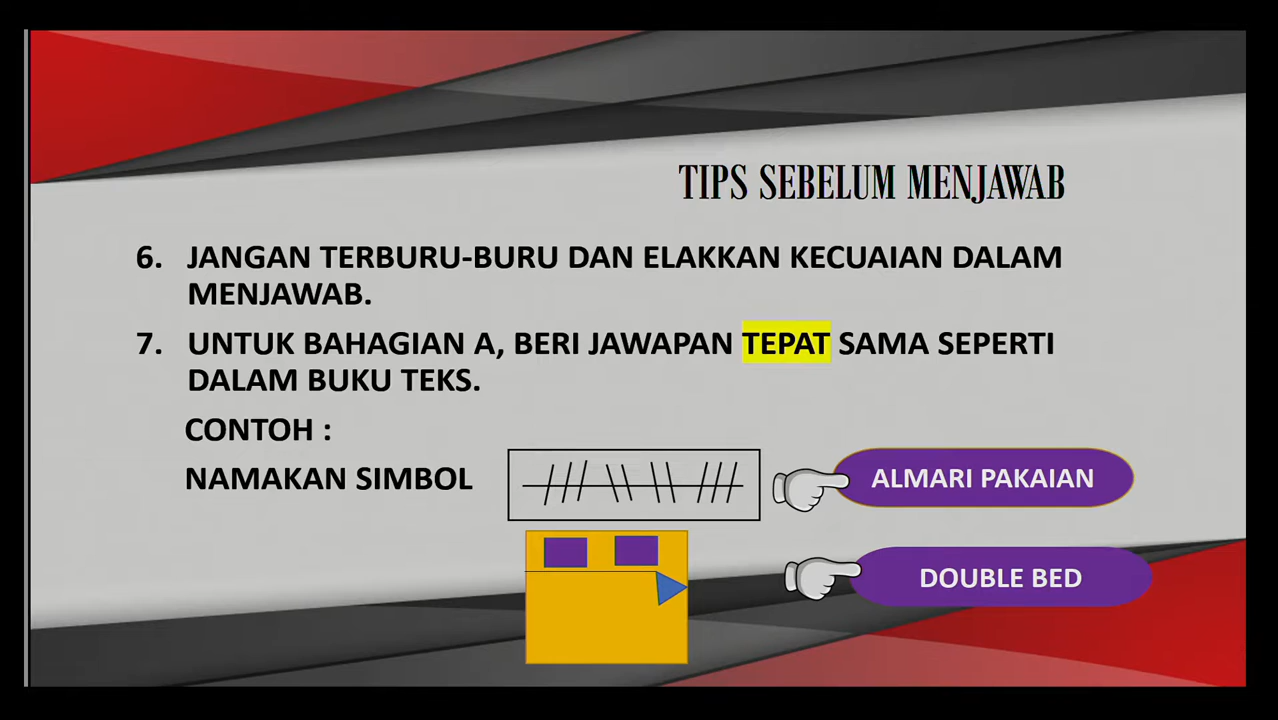 TIPS SEBELUM MENJAWAB
6. JANGAN TERBURU-BURU DAN ELAKKAN KECUAIAN DALAM
MENJAWAB.
7. UNTUK BAHAGIAN A, BERI JAWAPAN TEPAT SAMA SEPERTI
DALAM BUKU TEKS.
CONTOH :
NAMAKAN SIMBOL
ALMARI PAKAIAN
DOUBLE BED